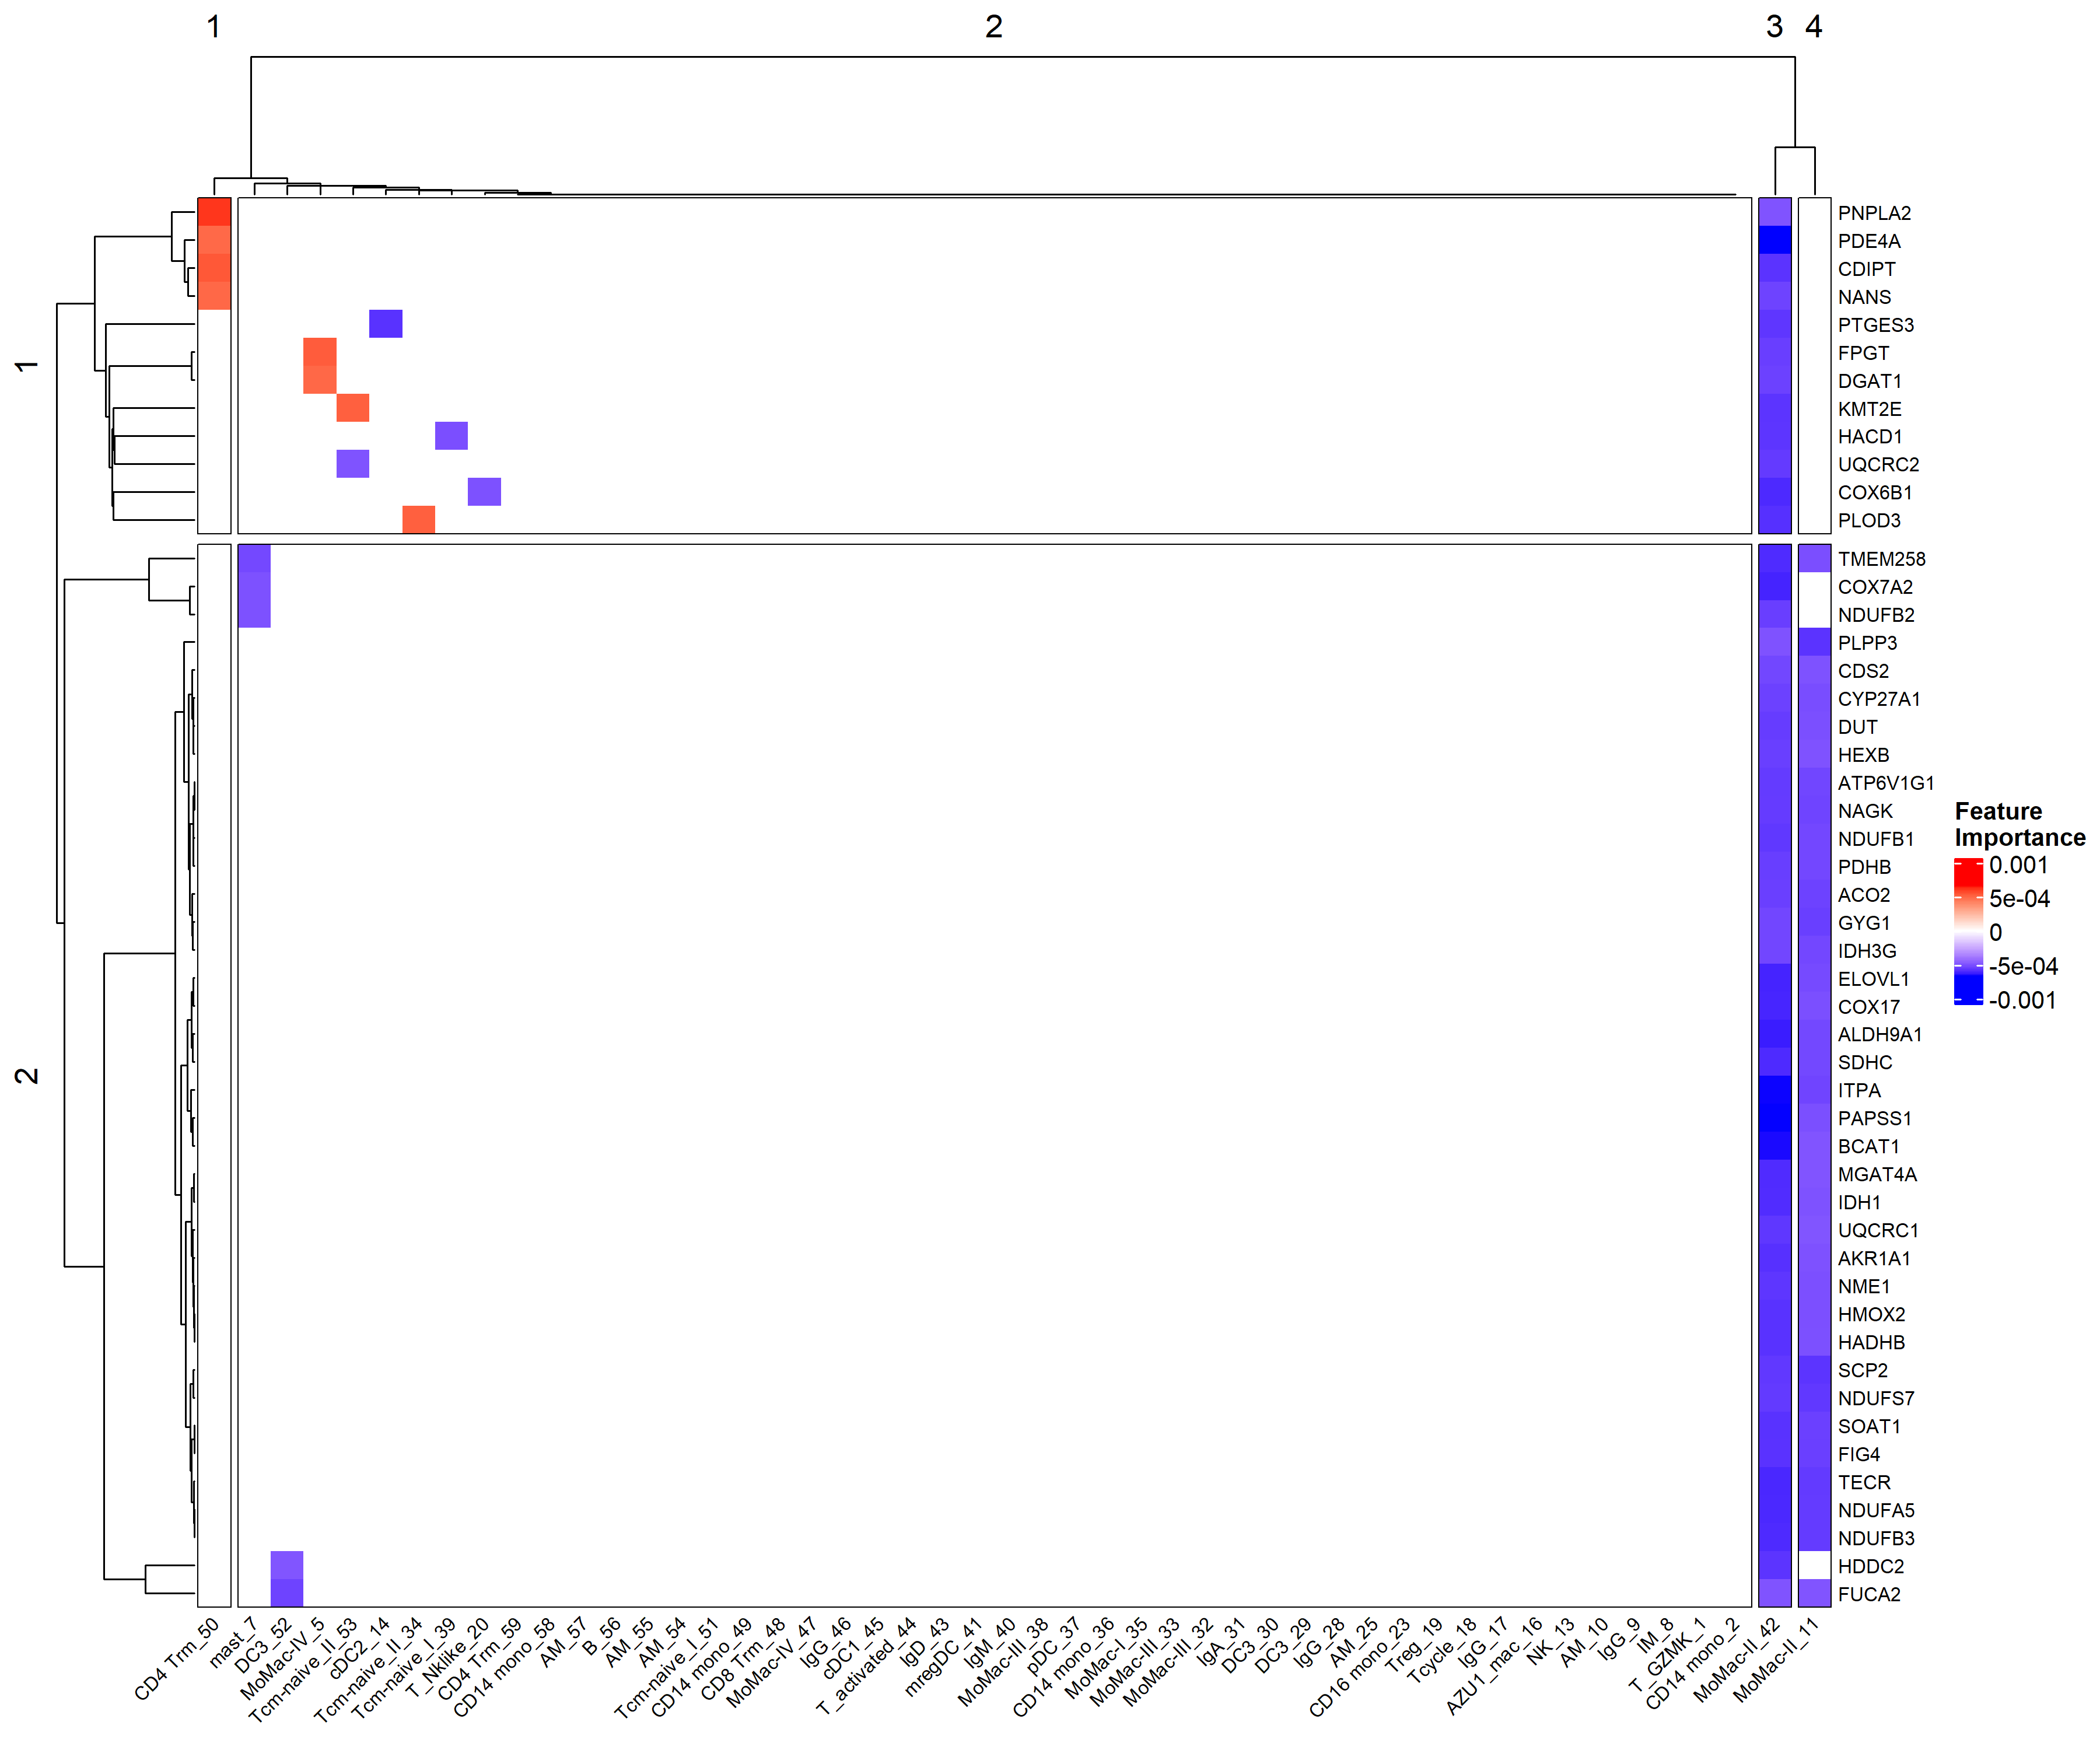 1
2
3
4
1
2
PNPLA2
PDE4A
CDIPT
NANS
PTGES3
FPGT
DGAT1
KMT2E
HACD1
UQCRC2
COX6B1
PLOD3
TMEM258
COX7A2
NDUFB2
PLPP3
CDS2
CYP27A1
DUT
HEXB
ATP6V1G1
NAGK
NDUFB1
PDHB
ACO2
GYG1
IDH3G
ELOVL1
COX17
ALDH9A1
SDHC
ITPA
PAPSS1
BCAT1
MGAT4A
IDH1
UQCRC1
AKR1A1
NME1
HMOX2
HADHB
SCP2
NDUFS7
SOAT1
FIG4
TECR
NDUFA5
NDUFB3
HDDC2
FUCA2
Feature
Importance
0.001
5e-04
0
-5e-04
-0.001
CD4 Trm_50
mast_7
DC3_52
MoMac-IV_5
Tcm-naive_II_53
cDC2_14
Tcm-naive_II_34
Tcm-naive_I_39
T_Nklike_20
CD4 Trm_59
CD14 mono_58
AM_57
B_56
AM_55
AM_54
Tcm-naive_I_51
CD14 mono_49
CD8 Trm_48
MoMac-IV_47
IgG_46
cDC1_45
T_activated_44
IgD_43
mregDC_41
IgM_40
MoMac-III_38
pDC_37
CD14 mono_36
MoMac-I_35
MoMac-III_33
MoMac-III_32
IgA_31
DC3_30
DC3_29
IgG_28
AM_25
CD16 mono_23
Treg_19
Tcycle_18
IgG_17
AZU1_mac_16
NK_13
AM_10
IgG_9
IM_8
T_GZMK_1
CD14 mono_2
MoMac-II_42
MoMac-II_11